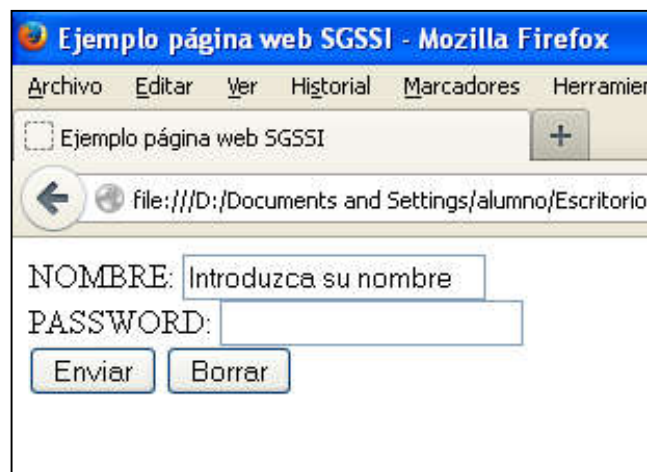 Ejemplo página web SGSSI - Mozilla Firefox
Archivo Editar Ver Historial Marcadores
Ejemplo página web SGSSI +
file:///D:/Documents and Settings/alumno/Escritorio
NOMBRE: Introduzca su nombre
PASSWORD:
Enviar Borrar